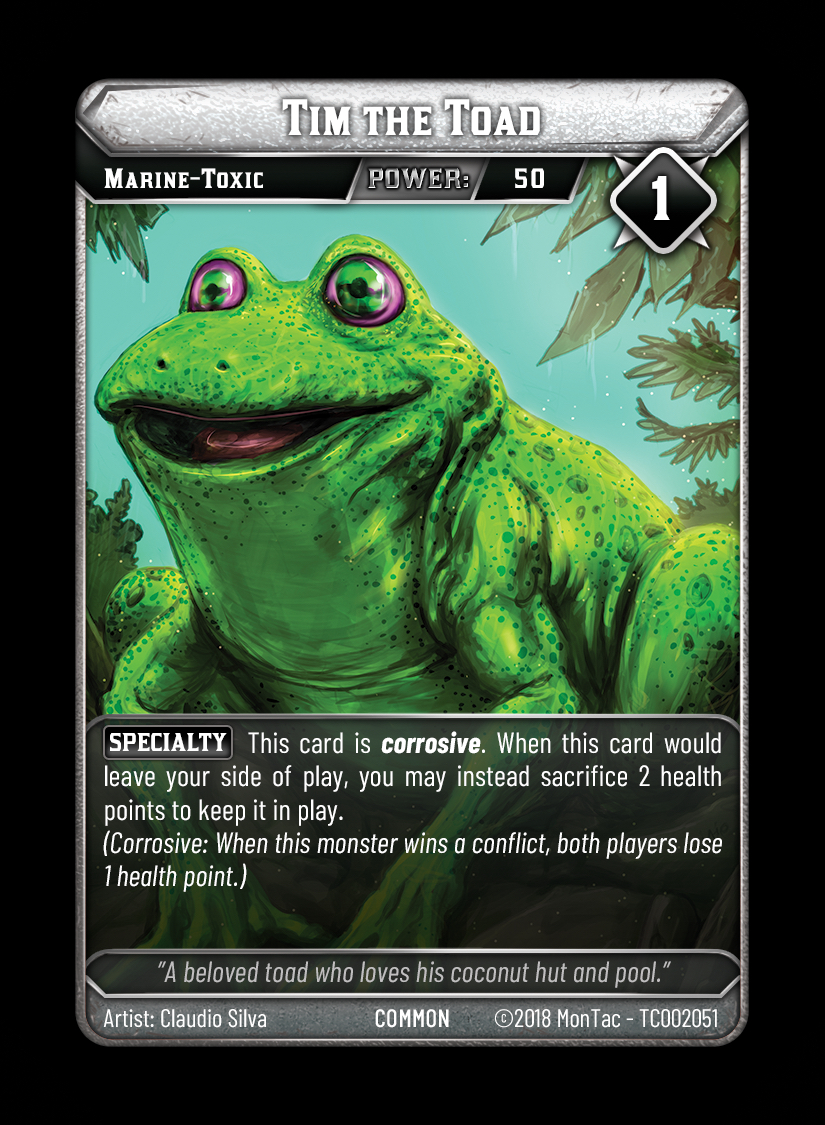 Tim the Toad
Marine-Toxic POWER: 50
1
SPECIALTY This card is corrosive. When this card would
leave your side of play, you may instead sacrifice 2 health
points to keep it in play.
(Corrosive: When this monster wins a conflict, both players lose
1 health point.)
"A beloved toad who loves his coconut hut and pool."
Artist: Claudio Silva COMMON ©2018 MonTac - TC002051